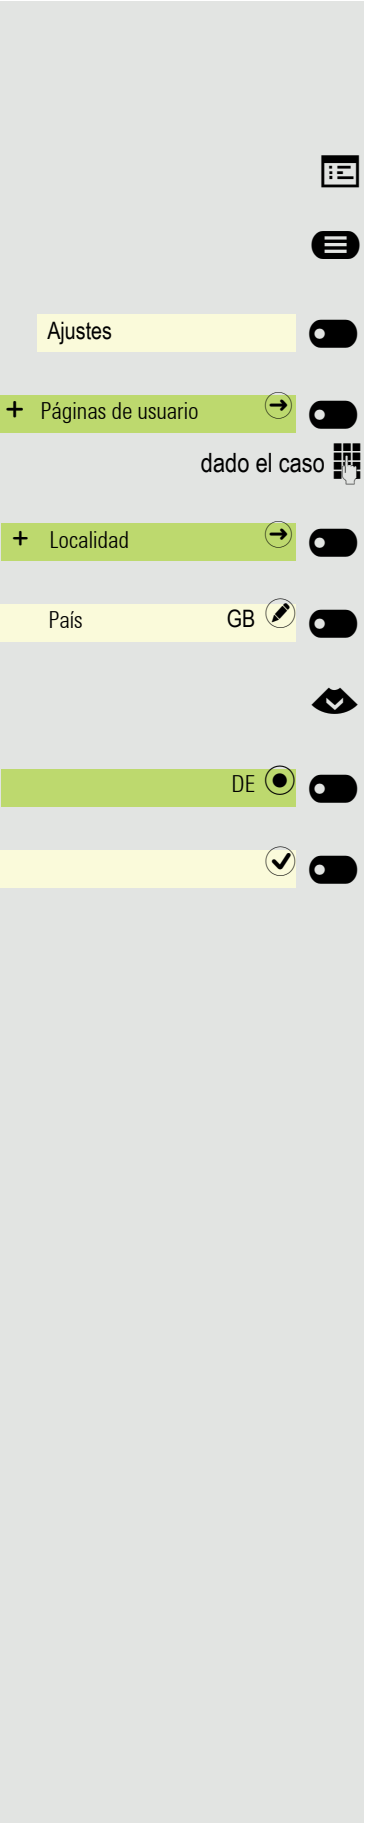 Ajustes
+ Páginas de usuario
dado el caso
+ Localidad
País GB
DE